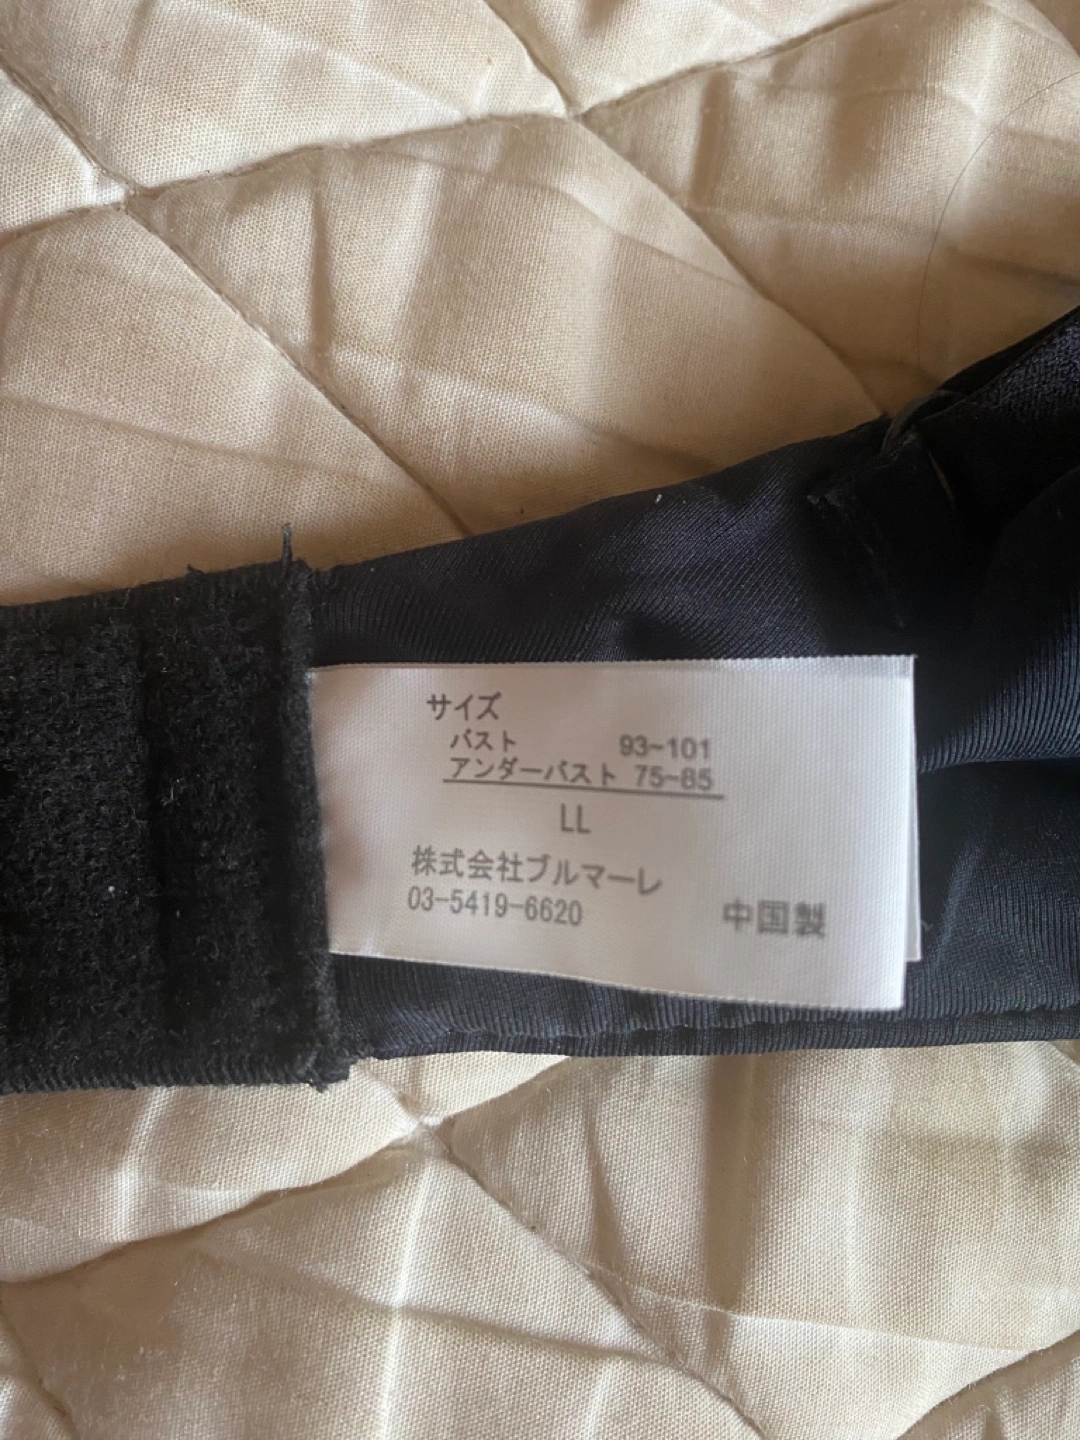 サイズ
バスト 93~101
アンダーバスト 75~85
LL
株式会社ブルマーレ
03-5419-6620
中国製